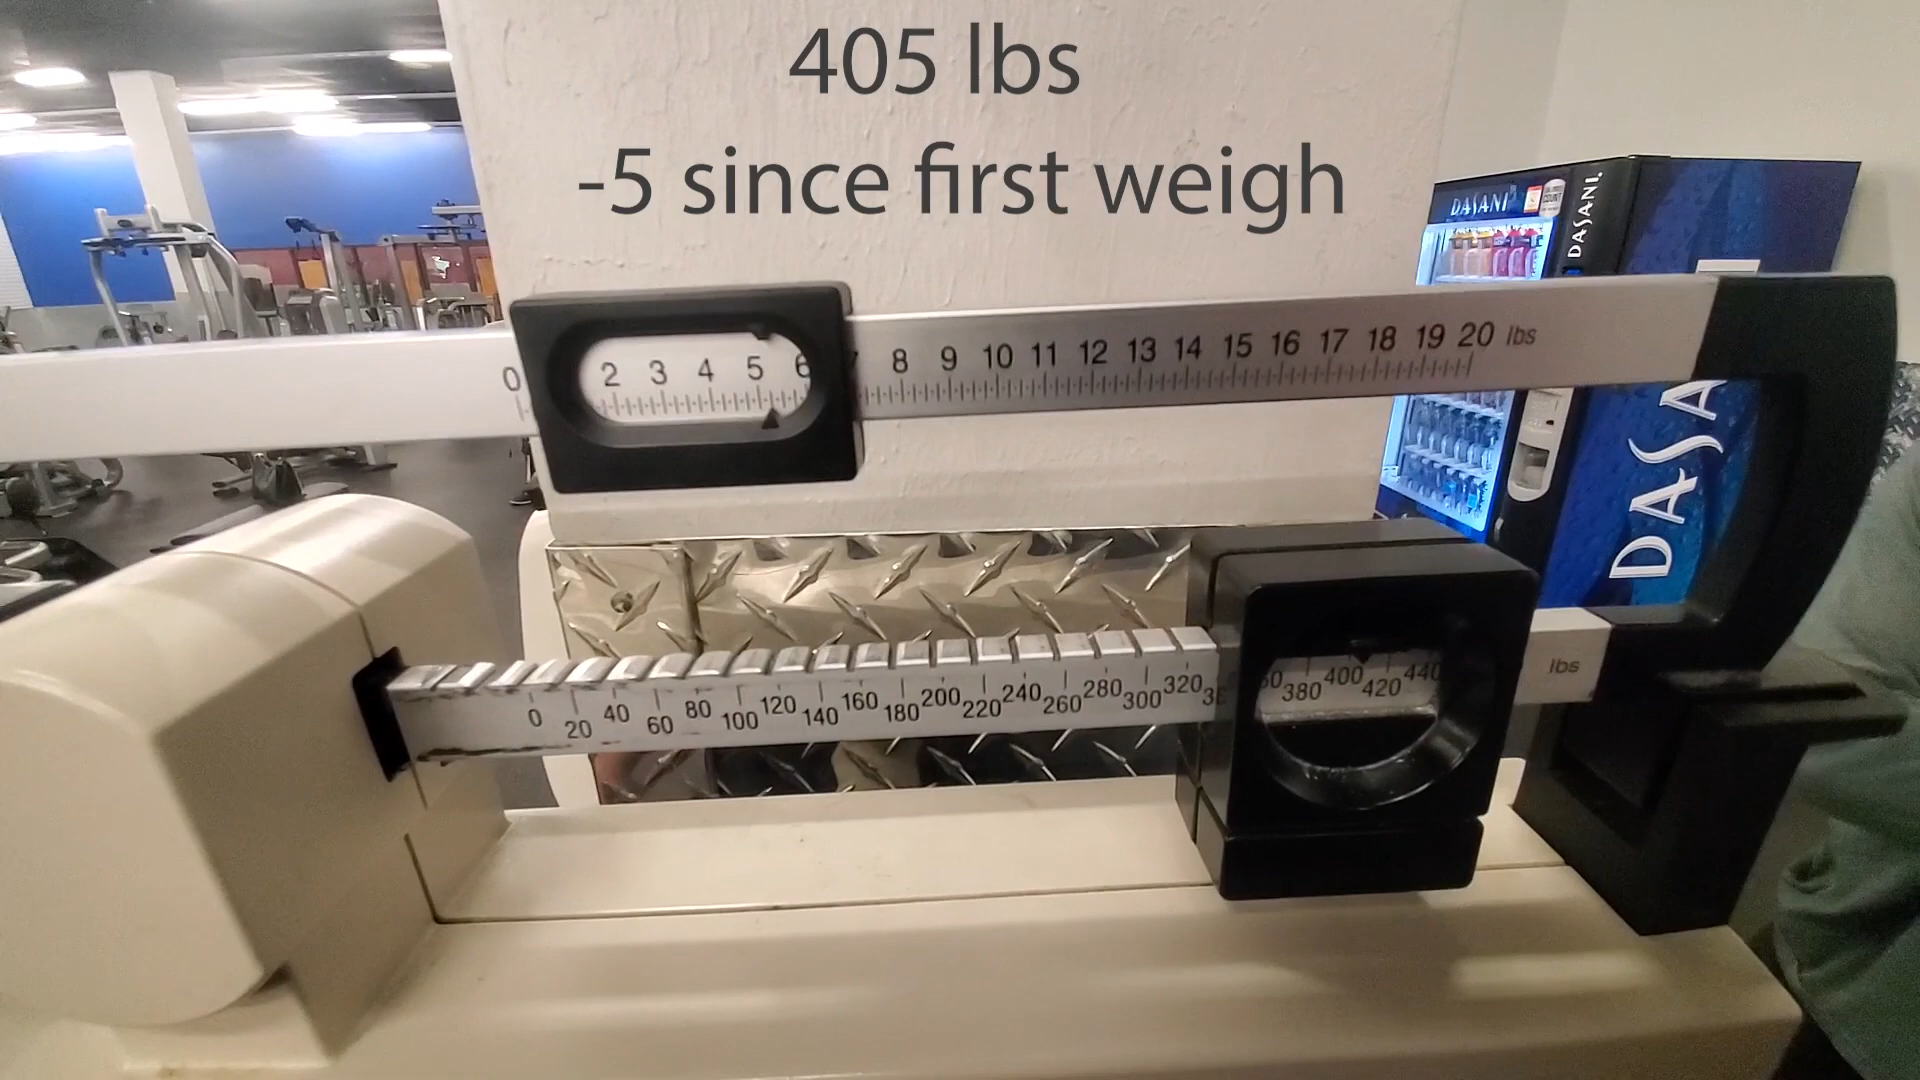 405 lbs
-5 since first weigh
DASANI
DASANI
0 2 3 4 5 6 8 9 10 11 12 13 14 15 16 17 18 19 20 lbs
DASA
0 20 40 60 80 100 120 140 160 180 200 220 240 260 280 300 320 380 400 420 440 lbs